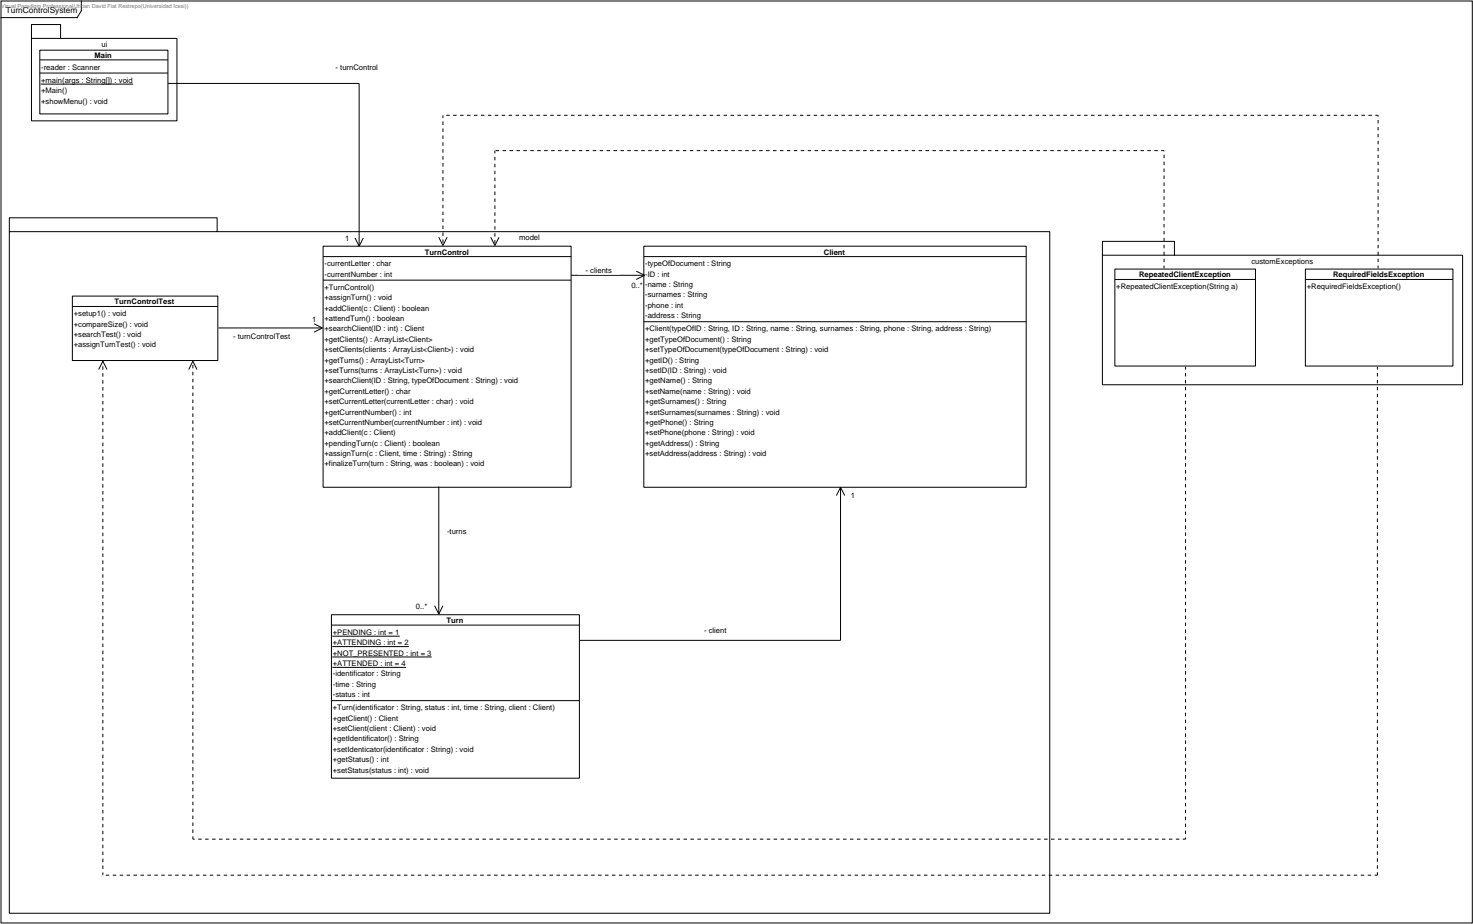 TurnControlSystem
ui
Main
-reader : Scanner
+main(args : String[]) : void
+Main()
+showMenu() : void
- turnControl
1
model
TurnControlTest
+setup1() : void
+compareSize() : void
+searchTest() : void
+assignTurnTest() : void
- turnControlTest
1
TurnControl
-currentLetter : char
-currentNumber : int
+TurnControl()
+assignTurn() : void
+addClient(c : Client) : boolean
+attendTurn() : boolean
+searchClient(ID : int) : Client
+getClients() : ArrayList<Client>
+setClients(clients : ArrayList<Client>) : void
+getTurns() : ArrayList<Turn>
+setTurns(turns : ArrayList<Turn>) : void
+searchClient(ID : String, typeOfDocument : String) : void
+getCurrentLetter() : char
+setCurrentLetter(currentLetter : char) : void
+getCurrentNumber() : int
+setCurrentNumber(currentNumber : int) : void
+addClient(c : Client)
+pendingTurn(c : Client) : boolean
+assignTurn(c : Client, time : String) : String
+finalizeTurn(turn : String, was : boolean) : void
- clients
0..*
Client
-typeOfDocument : String
-ID : int
-name : String
-surnames : String
-phone : int
-address : String
+Client(typeOfID : String, ID : String, name : String, surnames : String, phone : String, address : String)
+getTypeOfDocument() : String
+setTypeOfDocument(typeOfDocument : String) : void
+getID() : String
+setID(ID : String) : void
+getName() : String
+setName(name : String) : void
+getSurnames() : String
+setSurnames(surnames : String) : void
+getPhone() : String
+setPhone(phone : String) : void
+getAddress() : String
+setAddress(address : String) : void
customExceptions
RepeatedClientException
+RepeatedClientException(String a)
RequiredFieldsException
+RequiredFieldsException()
-turns
0..*
1
- client
Turn
+PENDING : int = 1
+ATTENDING : int = 2
+NOT_PRESENTED : int = 3
+ATTENDED : int = 4
-identificator : String
-time : String
-status : int
+Turn(identificator : String, status : int, time : String, client : Client)
+getClient() : Client
+setClient(client : Client) : void
+getIdentificator() : String
+setIdenticator(identificator : String) : void
+getStatus() : int
+setStatus(status : int) : void